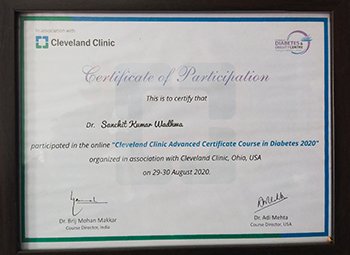 In association with
Cleveland Clinic
DIABETES &
OBESITY CENTRE
Certificate of Participation
This is to certify that
Dr. Sanchit Kumar Wadhwa
participated in the online "Cleveland Clinic Advanced Certificate Course in Diabetes 2020"
organized in association with Cleveland Clinic, Ohio, USA
on 29-30 August 2020.
Dr. Brij Mohan Makkar
Course Director, India
Dr. Adi Mehta
Course Director, USA